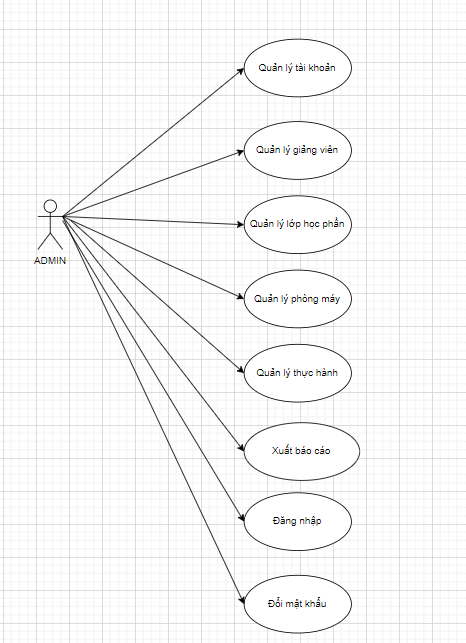 Quản lý tài khoản
Quản lý giảng viên
ADMIN
Quản lý lớp học phần
Quản lý phòng máy
Quản lý thực hành
Xuất báo cáo
Đăng nhập
Đổi mật khẩu